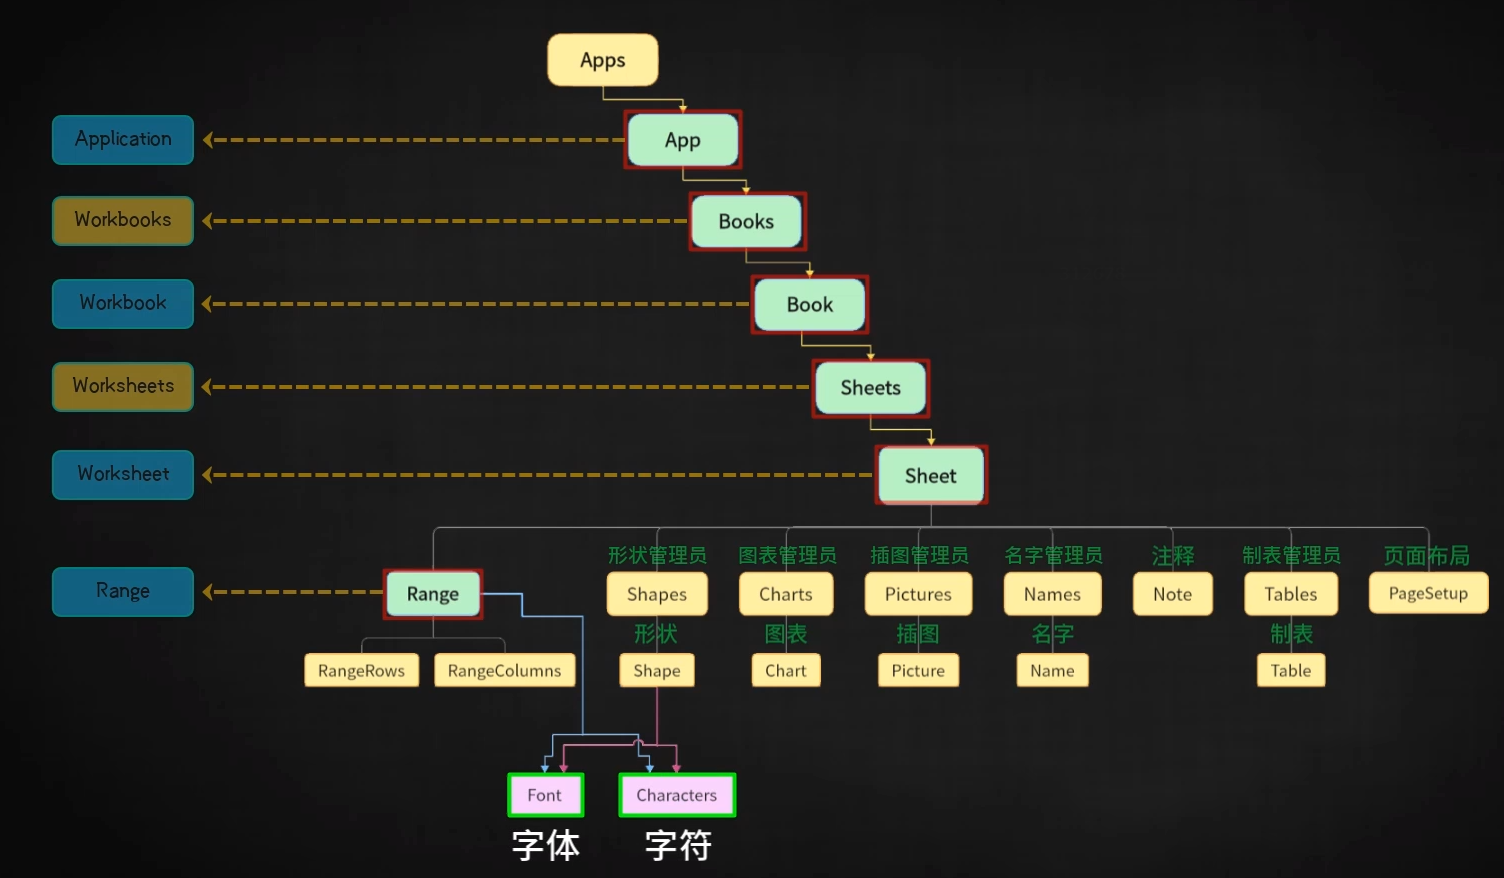 Apps
Application
App
Workbooks
Books
Workbook
Book
Worksheets
Sheets
Worksheet
Sheet
形状管理员
图表管理员
插图管理员
名字管理员
注释
制表管理员
页面布局
Range
Range
Shapes
Charts
Pictures
Names
Note
Tables
PageSetup
形状
图表
插图
名字
制表
RangeRows
RangeColumns
Shape
Chart
Picture
Name
Table
Font
Characters
字体
字符